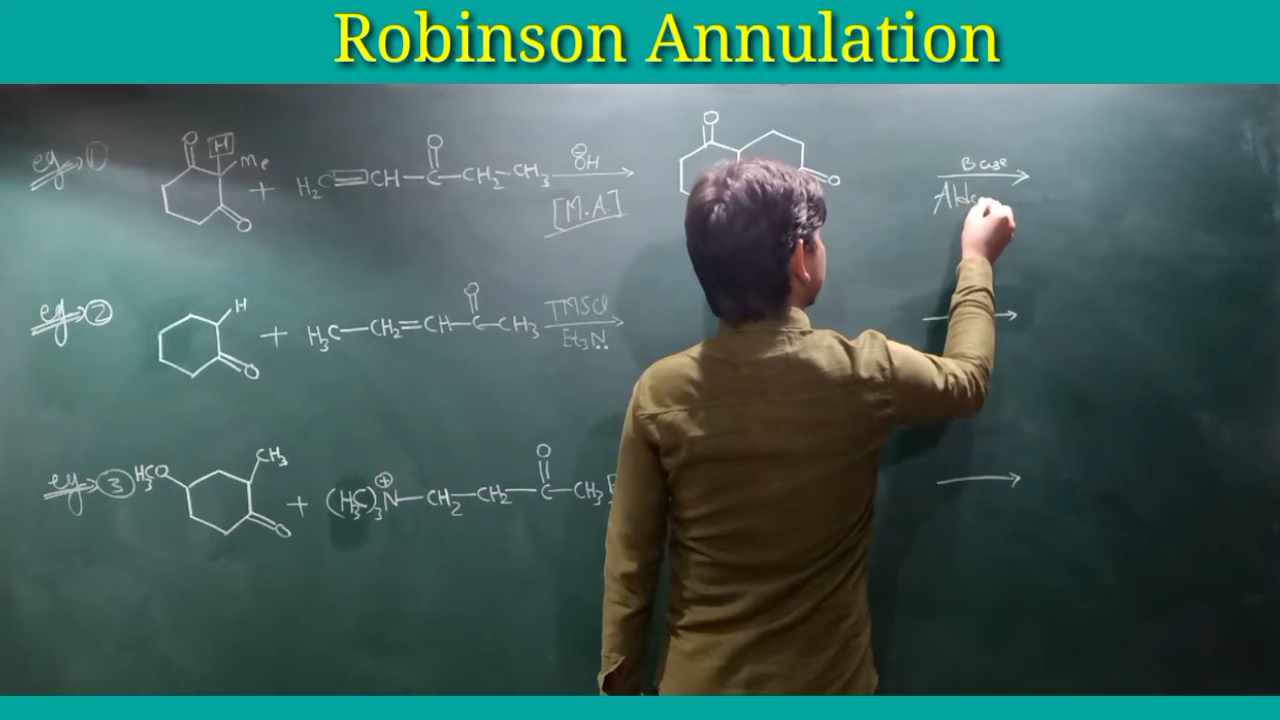 Robinson Annulation
eg→① O H Me + H₂C=CH—C—CH₂—CH₃ ⊖OH O O Base
O [M.A.]
eg→② H + H₃C—CH₂=CH—C—CH₃ O TMSCl
O Et₃N:
eg→③ H₃CO CH₃ + (H₃C)₃N⊕—CH₂—CH₂—C—CH₃ O
O